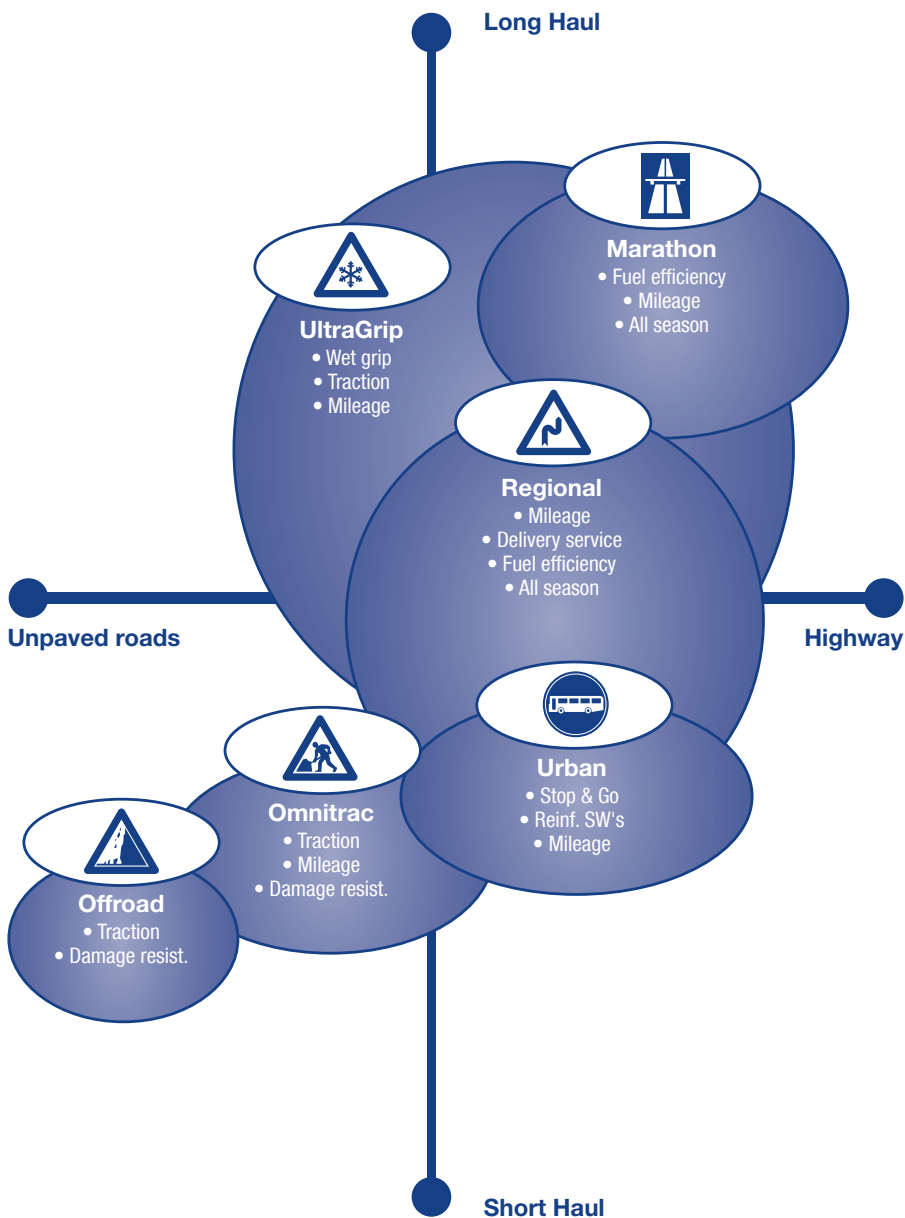 Long Haul
Marathon
• Fuel efficiency
• Mileage
• All season
UltraGrip
• Wet grip
• Traction
• Mileage
Regional
• Mileage
• Delivery service
• Fuel efficiency
• All season
Unpaved roads
Highway
Urban
• Stop & Go
• Reinf. SW's
• Mileage
Omnitrac
• Traction
• Mileage
• Damage resist.
Offroad
• Traction
• Damage resist.
Short Haul